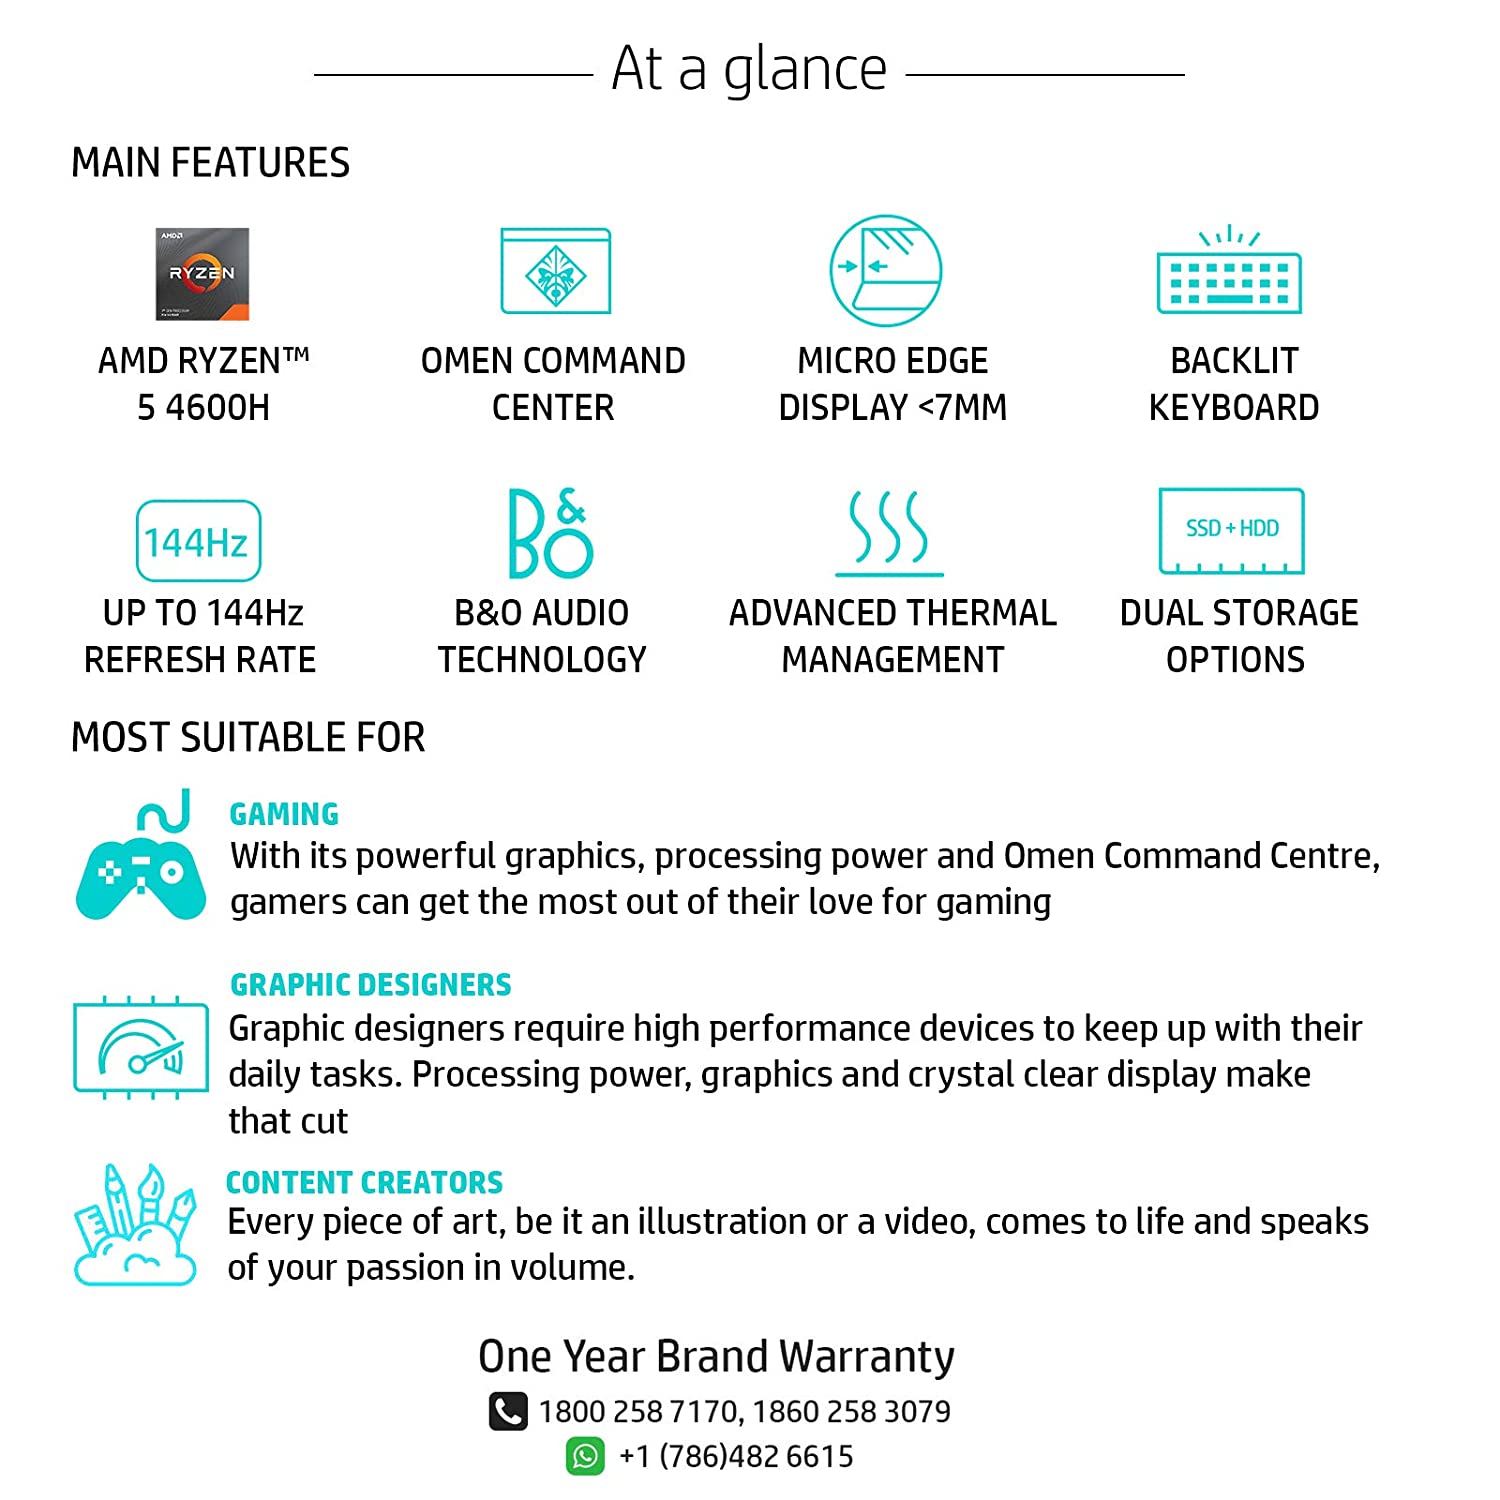 At a glance
MAIN FEATURES
AMD
RYZEN
AMD RYZEN™
5 4600H
OMEN COMMAND
CENTER
MICRO EDGE
DISPLAY <7MM
BACKLIT
KEYBOARD
144Hz
B&O
SSD + HDD
UP TO 144Hz
REFRESH RATE
B&O AUDIO
TECHNOLOGY
ADVANCED THERMAL
MANAGEMENT
DUAL STORAGE
OPTIONS
MOST SUITABLE FOR
GAMING
With its powerful graphics, processing power and Omen Command Centre,
gamers can get the most out of their love for gaming
GRAPHIC DESIGNERS
Graphic designers require high performance devices to keep up with their
daily tasks. Processing power, graphics and crystal clear display make
that cut
CONTENT CREATORS
Every piece of art, be it an illustration or a video, comes to life and speaks
of your passion in volume.
One Year Brand Warranty
1800 258 7170, 1860 258 3079
+1 (786)482 6615